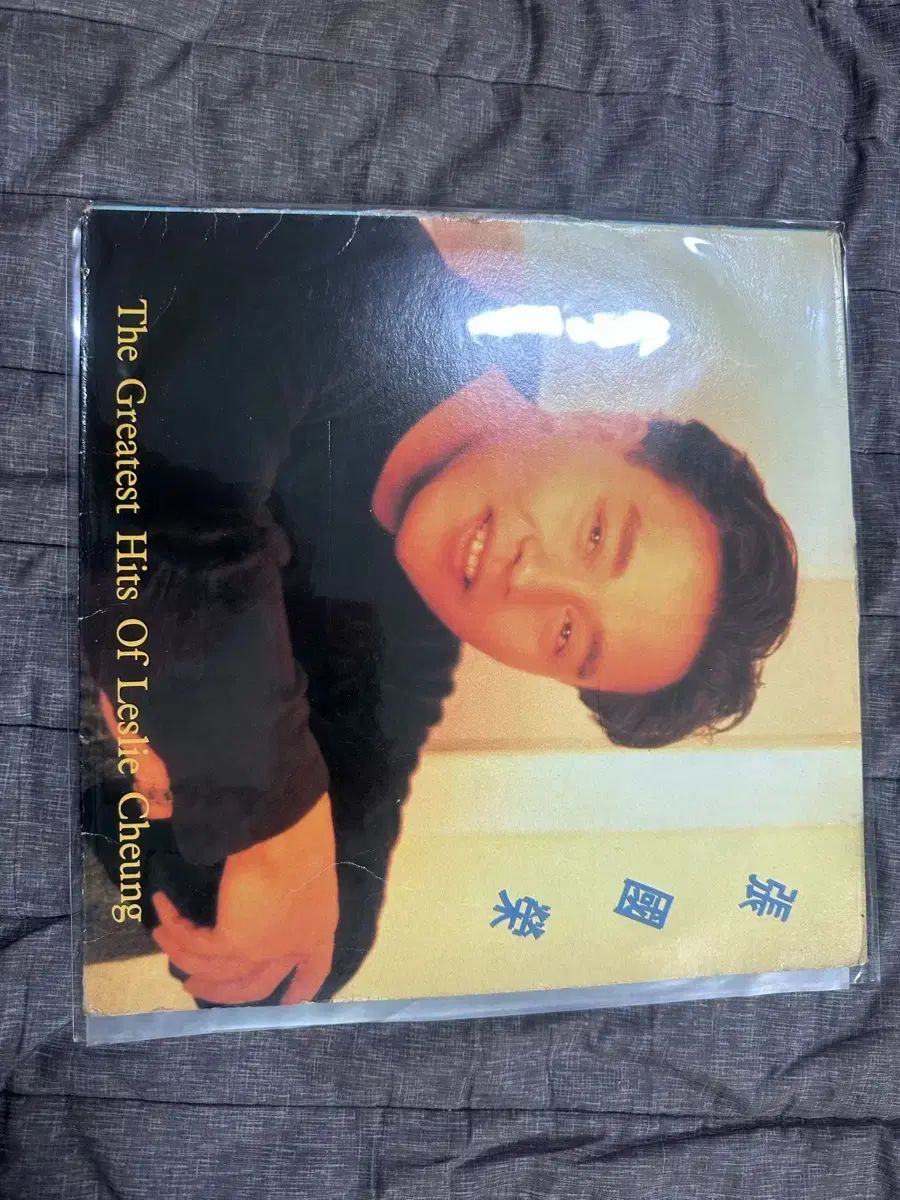 張國榮
The Greatest Hits Of Leslie Cheung